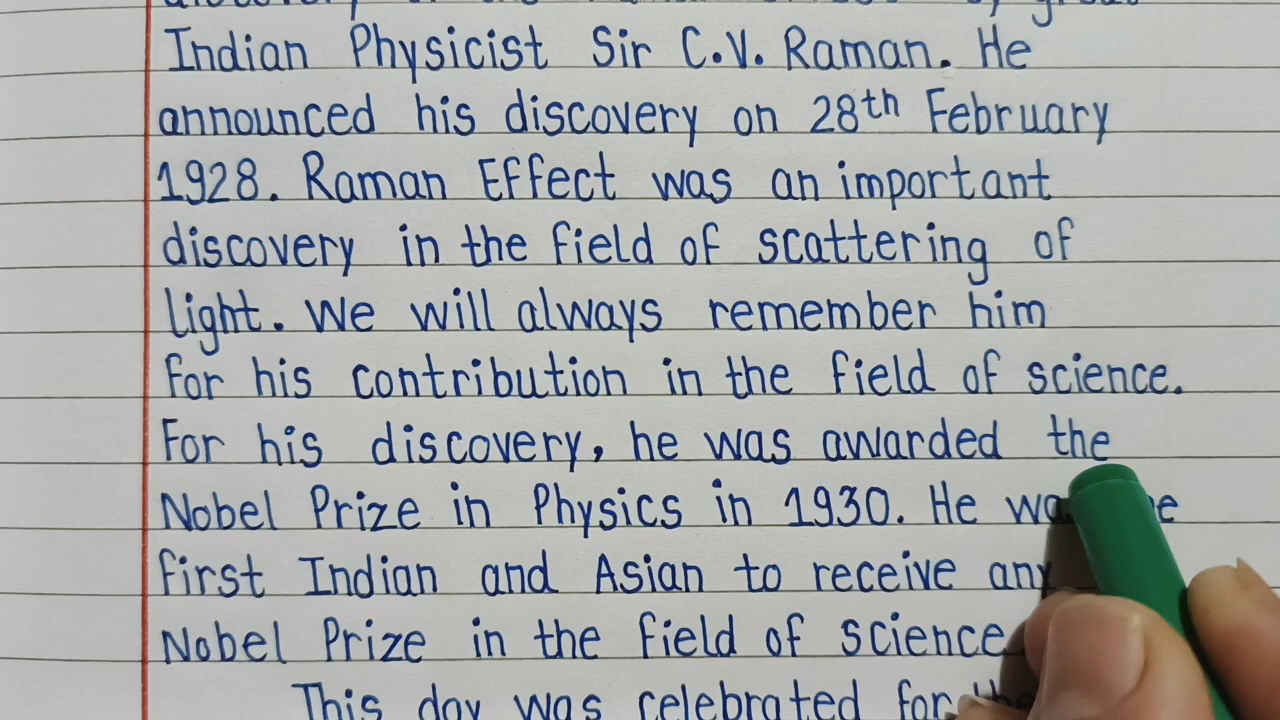 Indian Physicist Sir C.V. Raman. He
announced his discovery on 28th February
1928. Raman Effect was an important
discovery in the field of scattering of
light. We will always remember him
for his contribution in the field of science.
For his discovery, he was awarded the
Nobel Prize in Physics in 1930. He
first Indian and Asian to receive any
Nobel Prize in the field of science
This day was celebrated for